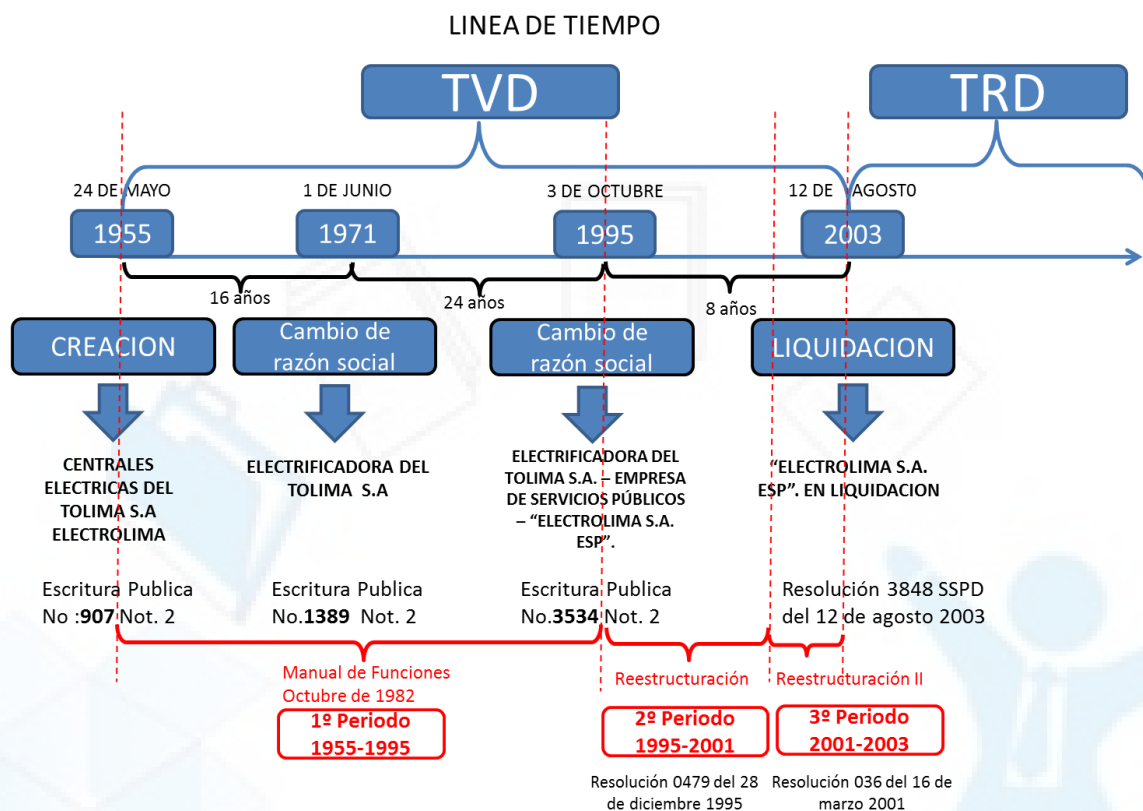 LINEA DE TIEMPO
TVD
TRD
24 DE MAYO
1 DE JUNIO
3 DE OCTUBRE
12 DE AGOSTO
1955
1971
1995
2003
16 años
24 años
8 años
CREACION
Cambio de
razón social
Cambio de
razón social
LIQUIDACION
CENTRALES
ELECTRICAS DEL
TOLIMA S.A
ELECTROLIMA
ELECTRIFICADORA DEL
TOLIMA S.A
ELECTRIFICADORA DEL
TOLIMA S.A. – EMPRESA
DE SERVICIOS PÚBLICOS
– “ELECTROLIMA S.A.
ESP”.
“ELECTROLIMA S.A.
ESP”. EN LIQUIDACION
Escritura Publica
No :907 Not. 2
Escritura Publica
No.1389 Not. 2
Escritura Publica
No.3534 Not. 2
Resolución 3848 SSPD
del 12 de agosto 2003
Manual de Funciones
Octubre de 1982
1º Periodo
1955-1995
Reestructuración
2º Periodo
1995-2001
Resolución 0479 del 28
de diciembre 1995
Reestructuración II
3º Periodo
2001-2003
Resolución 036 del 16 de
marzo 2001